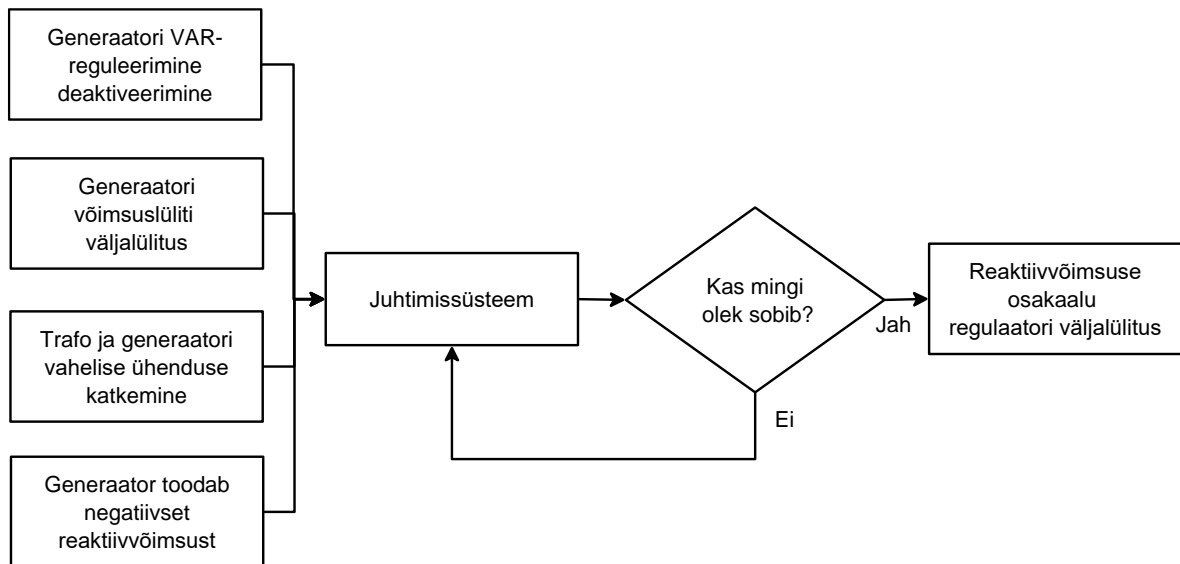 Generaatori VAR-
reguleerimine
deaktiveerimine
Generaatori
võimsuslüliti
väljalülitus
Trafo ja generaatori
vahelise ühenduse
katkemine
Generaator toodab
negatiivset
reaktiivvõimsust
Juhtimissüsteem
Kas mingi
olek sobib?
Jah
Ei
Reaktiivvõimsuse
osakaalu
regulaatori väljalülitus